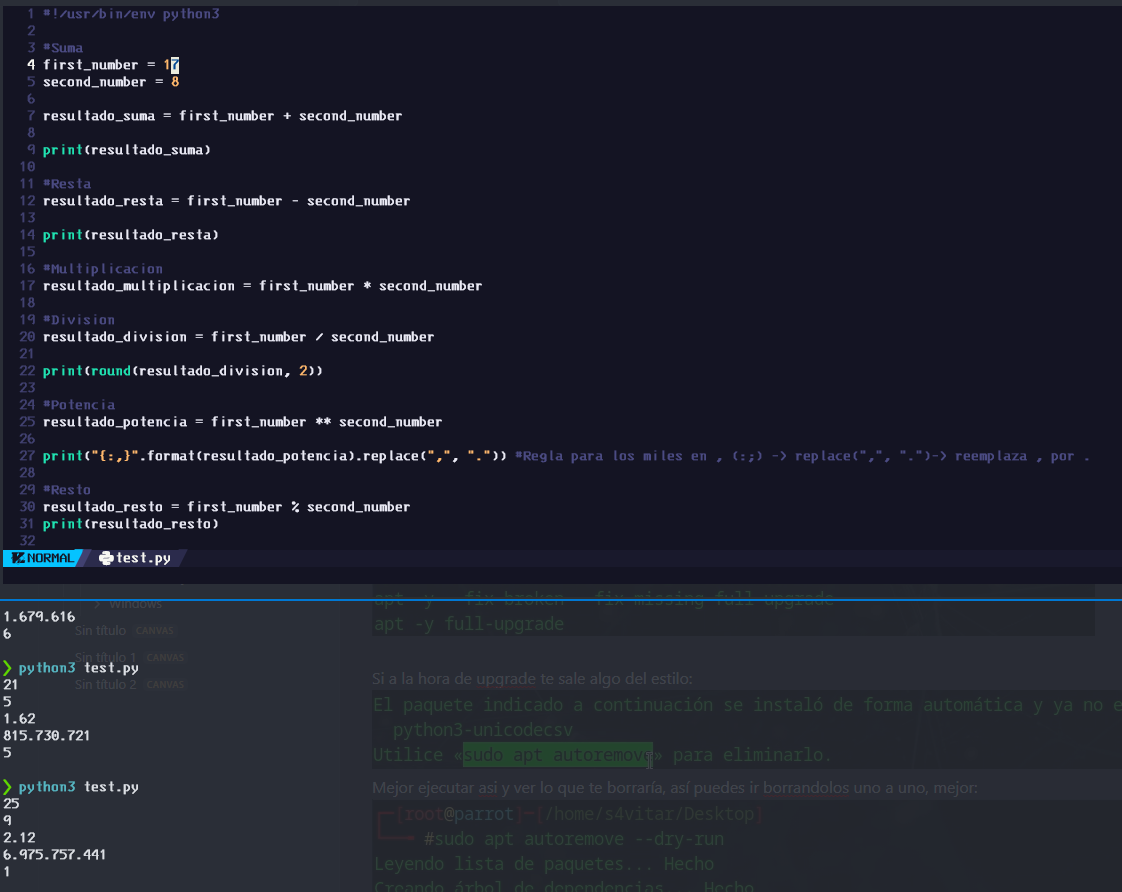 1 #!/usr/bin/env python3
2
3 #Suma
4 first_number = 17
5 second_number = 8
6
7 resultado_suma = first_number + second_number
8
9 print(resultado_suma)
10
11 #Resta
12 resultado_resta = first_number - second_number
13
14 print(resultado_resta)
15
16 #Multiplicacion
17 resultado_multiplicacion = first_number * second_number
18
19 #Division
20 resultado_division = first_number / second_number
21
22 print(round(resultado_division, 2))
23
24 #Potencia
25 resultado_potencia = first_number ** second_number
26
27 print("{:,}".format(resultado_potencia).replace(",", ".")) #Regla para los miles en , (:;) -> replace(",", ".")-> reemplaza , por .
28
29 #Resto
30 resultado_resto = first_number % second_number
31 print(resultado_resto)
32
NORMAL test.py
1.679.616
6
❯ python3 test.py
21
5
1.62
815.730.721
5
❯ python3 test.py
25
9
2.12
6.975.757.441
1
> Windows
Sin título CANVAS
Sin título 1 CANVAS
Sin título 2 CANVAS
apt -y --fix-broken --fix-missing full-upgrade
apt -y full-upgrade
Si a la hora de upgrade te sale algo del estilo:
El paquete indicado a continuación se instaló de forma automática y ya no e
python3-unicodecsv
Utilice «sudo apt autoremove» para eliminarlo.
Mejor ejecutar asi y ver lo que te borraría, así puedes ir borrandolos uno a uno, mejor:
┌─[root@parrot]─[/home/s4vitar/Desktop]
└──╼ #sudo apt autoremove --dry-run
Leyendo lista de paquetes... Hecho
Creando árbol de dependencias... Hecho